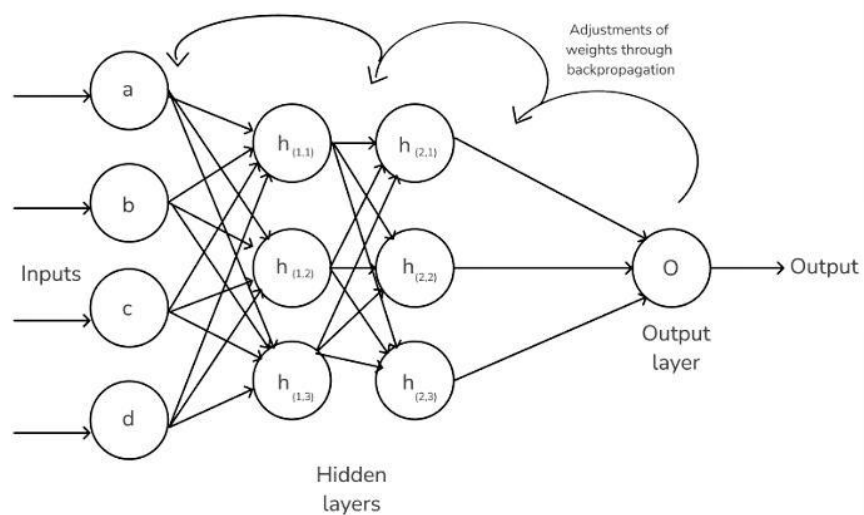 Adjustments of
weights through
backpropagation
a
b
Inputs
c
d
h(1,1)
h(1,2)
h(1,3)
Hidden
layers
h(2,1)
h(2,2)
h(2,3)
O
Output
layer
Output